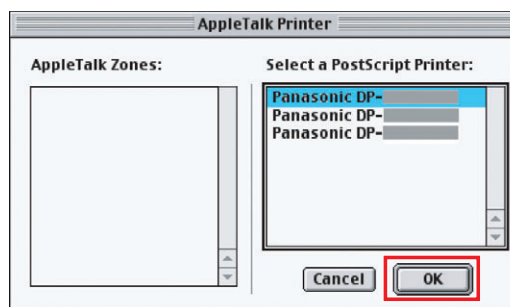 AppleTalk Printer
AppleTalk Zones:
Select a PostScript Printer:
Panasonic DP-
Panasonic DP-
Panasonic DP-
Cancel
OK